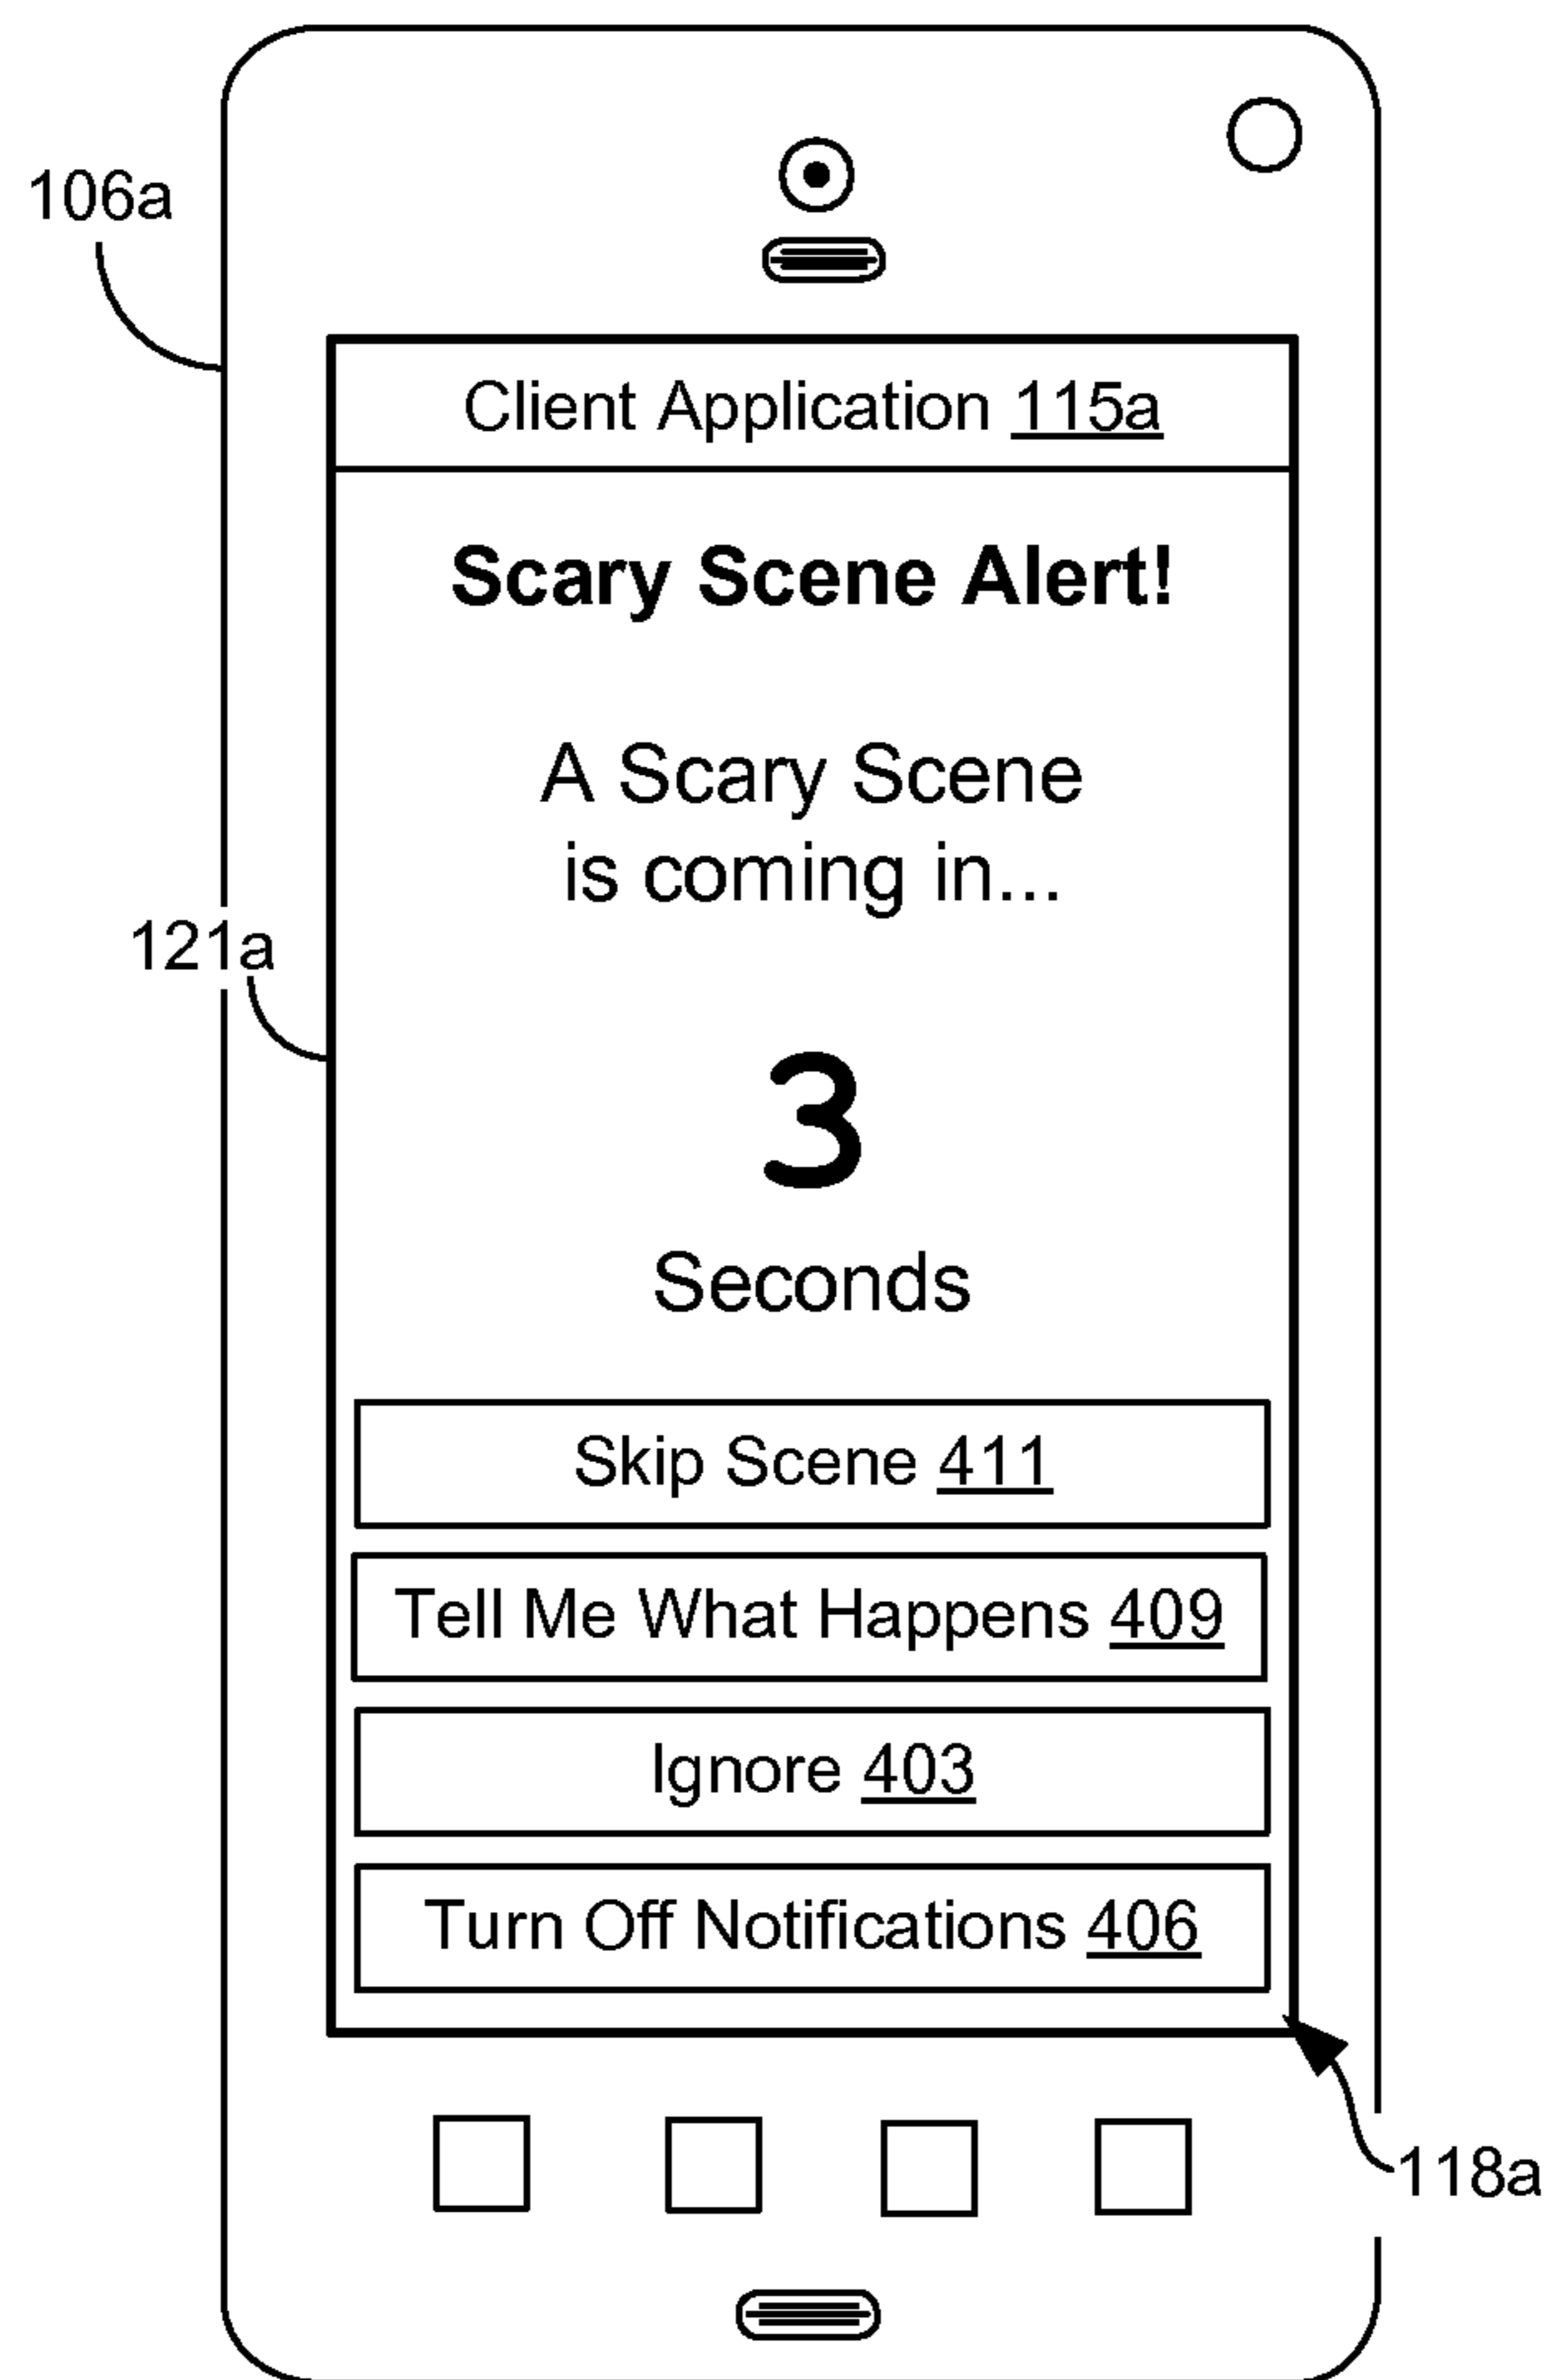 106a
Client Application 115a
Scary Scene Alert!
A Scary Scene
is coming in...
121a
3
Seconds
Skip Scene 411
Tell Me What Happens 409
Ignore 403
Turn Off Notifications 406
118a